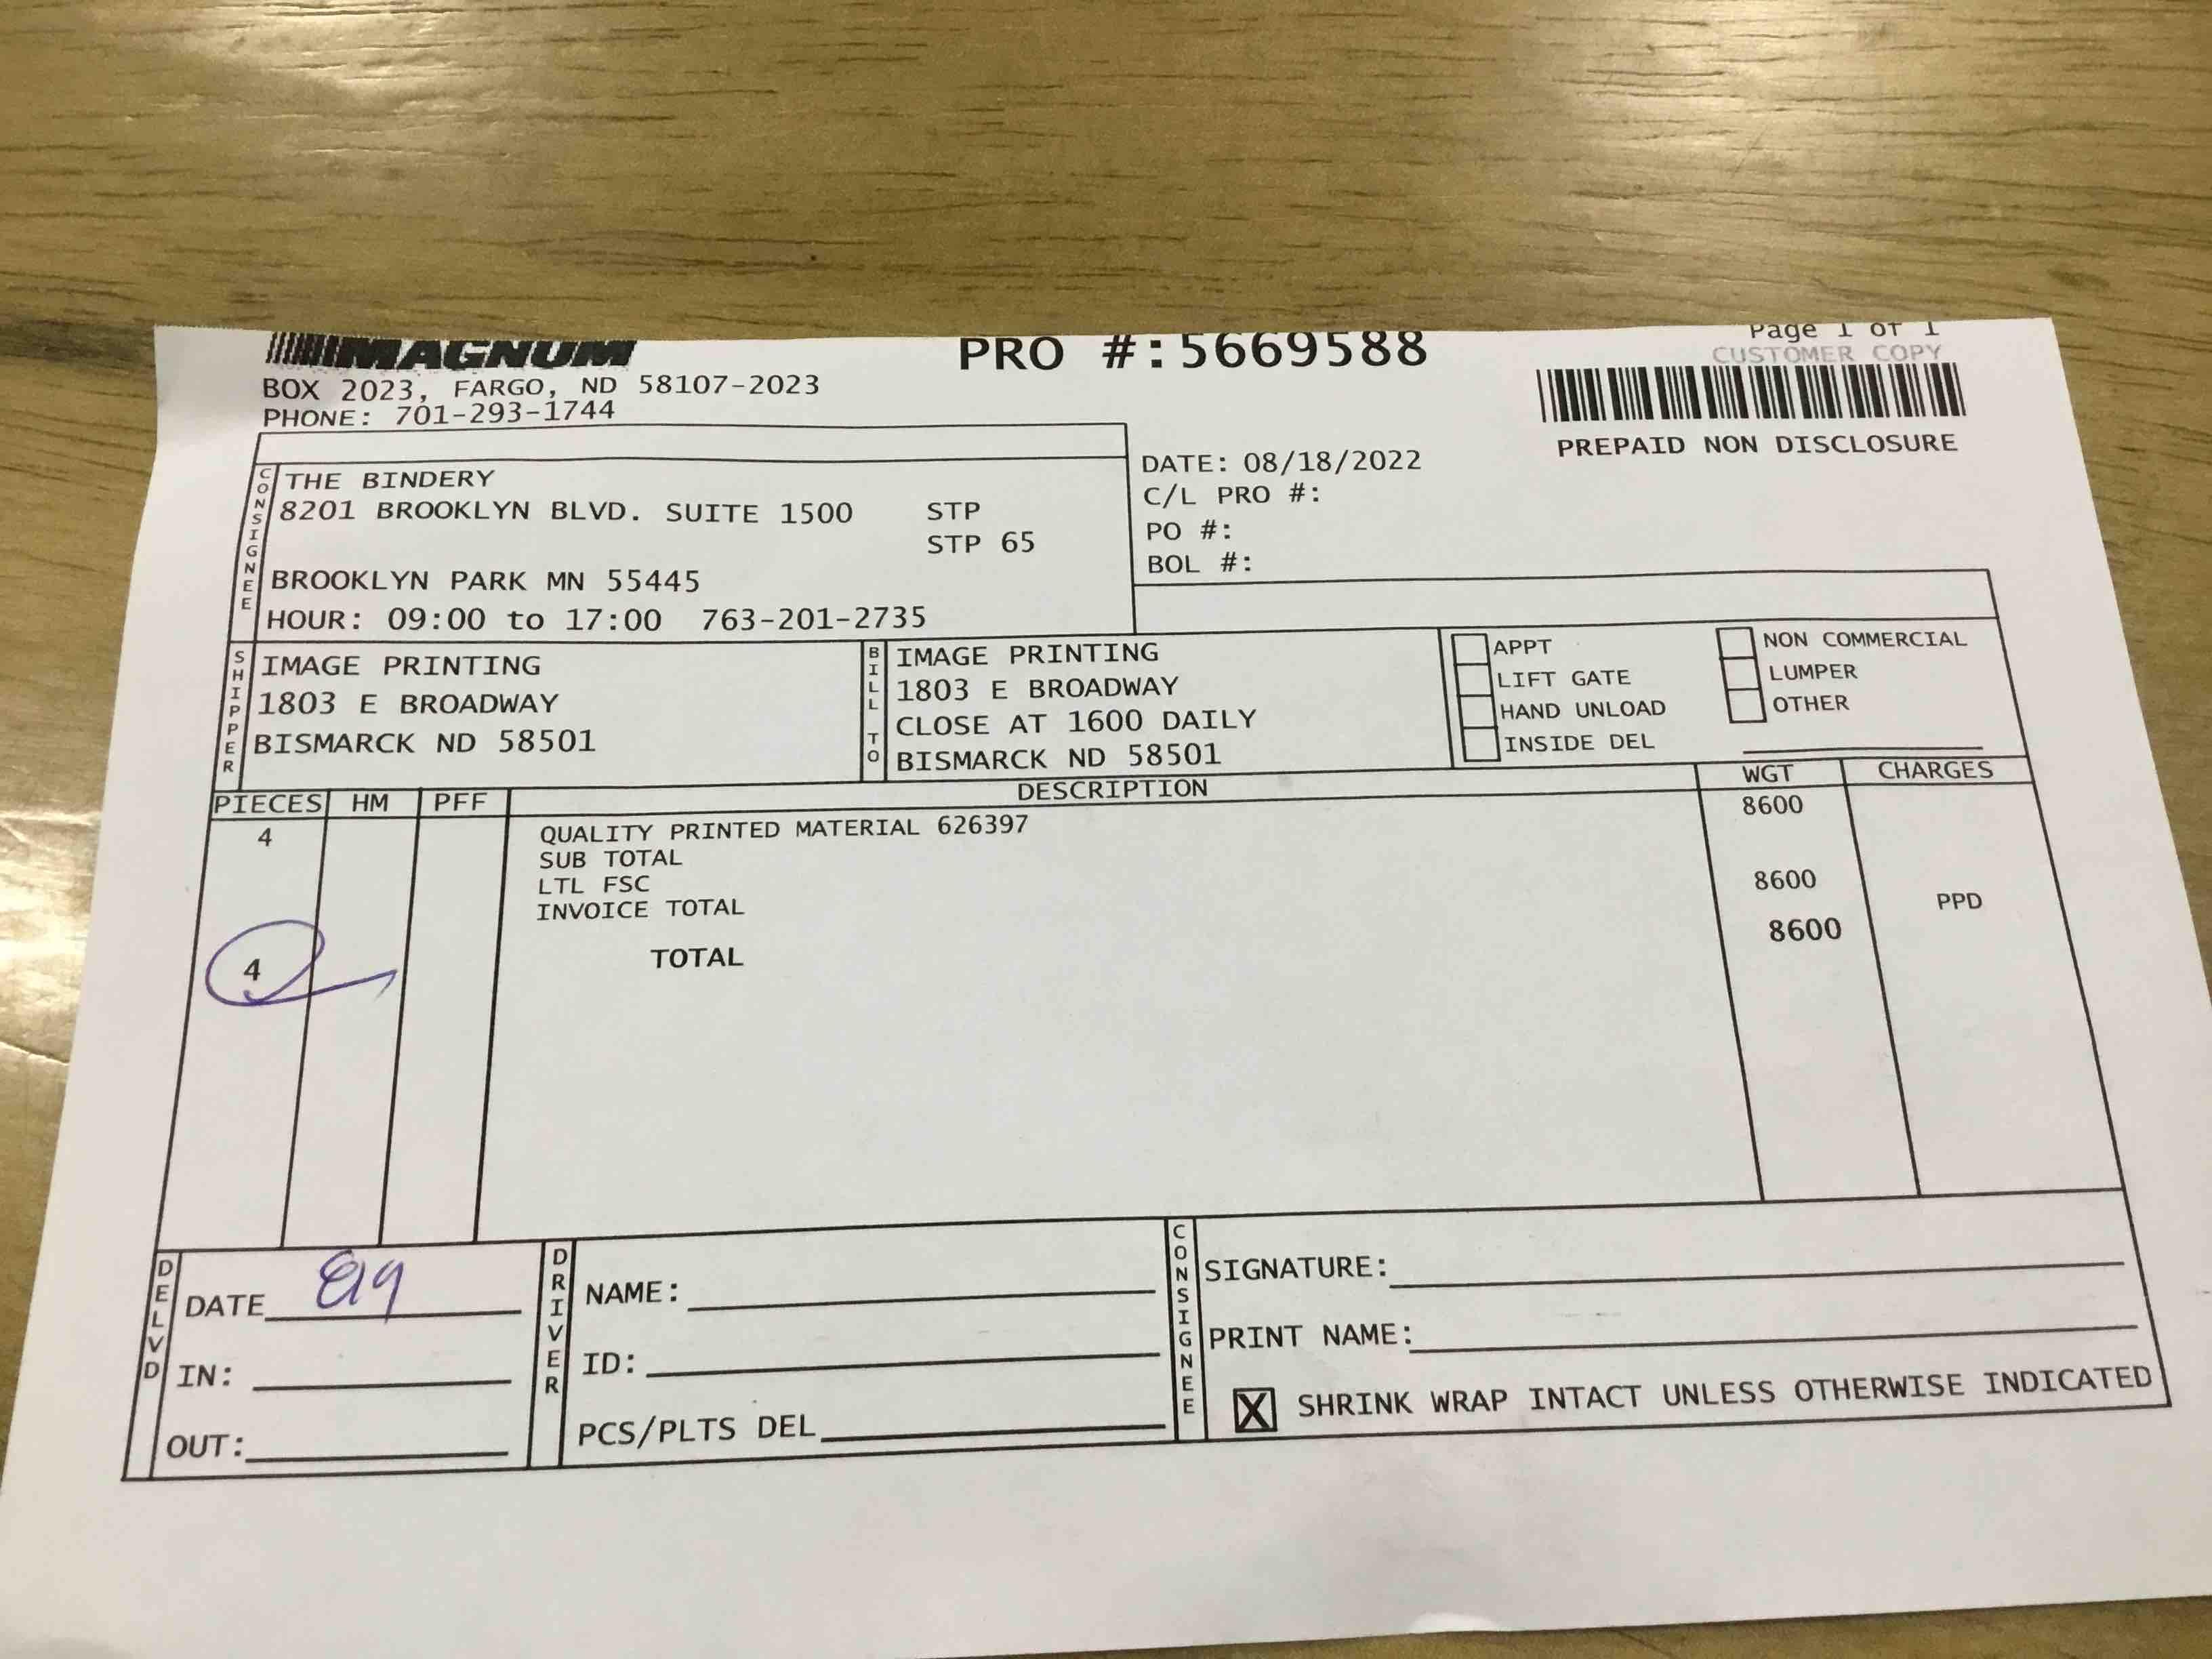 MAGNUM
BOX 2023, FARGO, ND 58107-2023
PHONE: 701-293-1744
PRO #:5669588
Page 1 of 1
CUSTOMER COPY
PREPAID NON DISCLOSURE
CONSIGNEE
THE BINDERY
8201 BROOKLYN BLVD. SUITE 1500 STP
STP 65
BROOKLYN PARK MN 55445
HOUR: 09:00 to 17:00 763-201-2735
DATE: 08/18/2022
C/L PRO #:
PO #:
BOL #:
SHIPPER
IMAGE PRINTING
1803 E BROADWAY
BISMARCK ND 58501
BILL TO
IMAGE PRINTING
1803 E BROADWAY
CLOSE AT 1600 DAILY
BISMARCK ND 58501
APPT
LIFT GATE
HAND UNLOAD
INSIDE DEL
NON COMMERCIAL
LUMPER
OTHER
PIECES HM PFF DESCRIPTION WGT CHARGES
4 QUALITY PRINTED MATERIAL 626397 8600
SUB TOTAL
LTL FSC 8600
INVOICE TOTAL PPD
4 TOTAL 8600
DELVD
DATE
IN:
OUT:
DRIVER
NAME:
ID:
PCS/PLTS DEL
CONSIGNEE
SIGNATURE:
PRINT NAME:
X SHRINK WRAP INTACT UNLESS OTHERWISE INDICATED